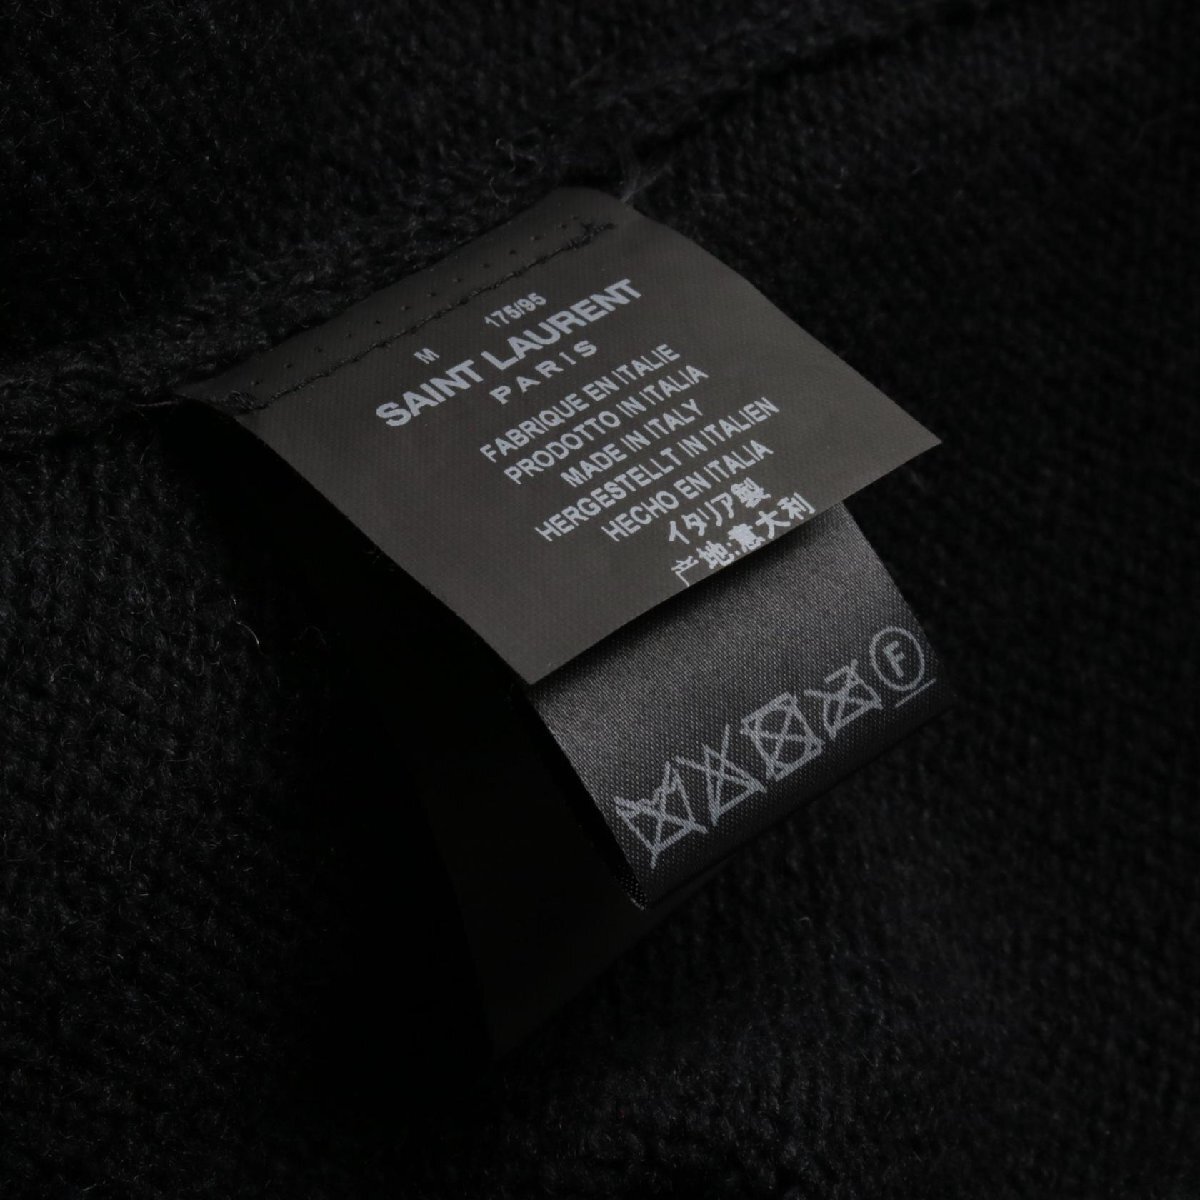 M 175/95
SAINT LAURENT
PARIS
FABRIQUE EN ITALIE
PRODOTTO IN ITALIA
MADE IN ITALY
HERGESTELLT IN ITALIEN
HECHO EN ITALIA
イタリア製
产地:意大利
F